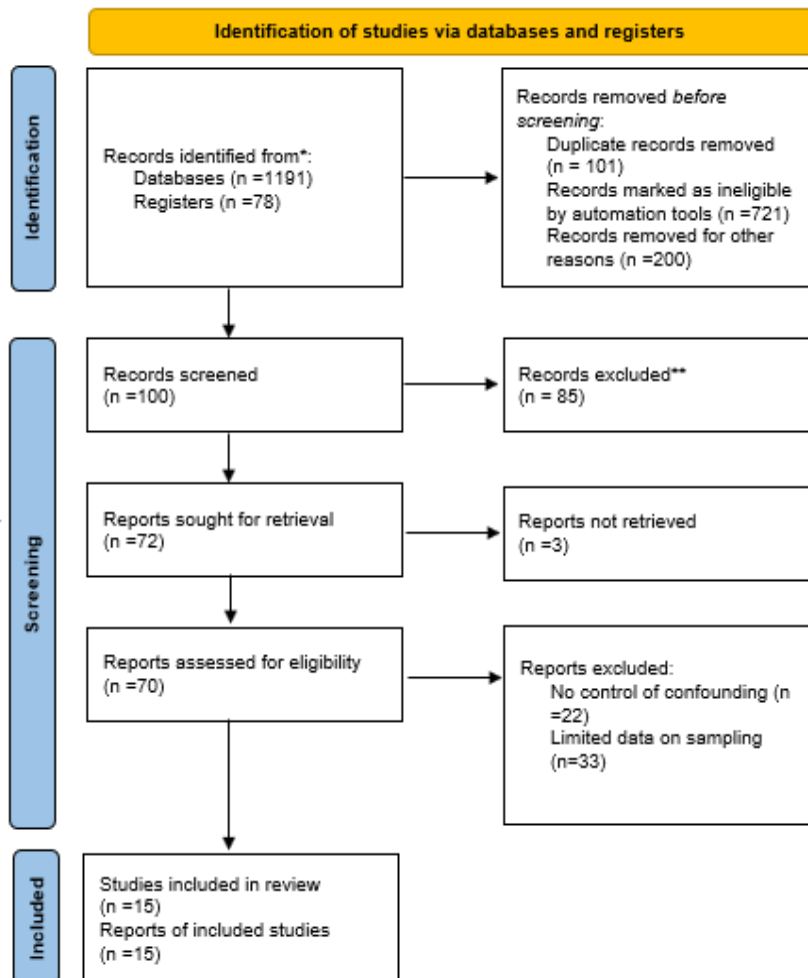 Identification of studies via databases and registers
Identification
Records identified from*:
Databases (n =1191)
Registers (n =78)
Records removed before
screening:
Duplicate records removed
(n = 101)
Records marked as ineligible
by automation tools (n =721)
Records removed for other
reasons (n =200)
Screening
Records screened
(n =100)
Records excluded**
(n = 85)
Reports sought for retrieval
(n =72)
Reports not retrieved
(n =3)
Reports assessed for eligibility
(n =70)
Reports excluded:
No control of confounding (n
=22)
Limited data on sampling
(n=33)
Included
Studies included in review
(n =15)
Reports of included studies
(n =15)